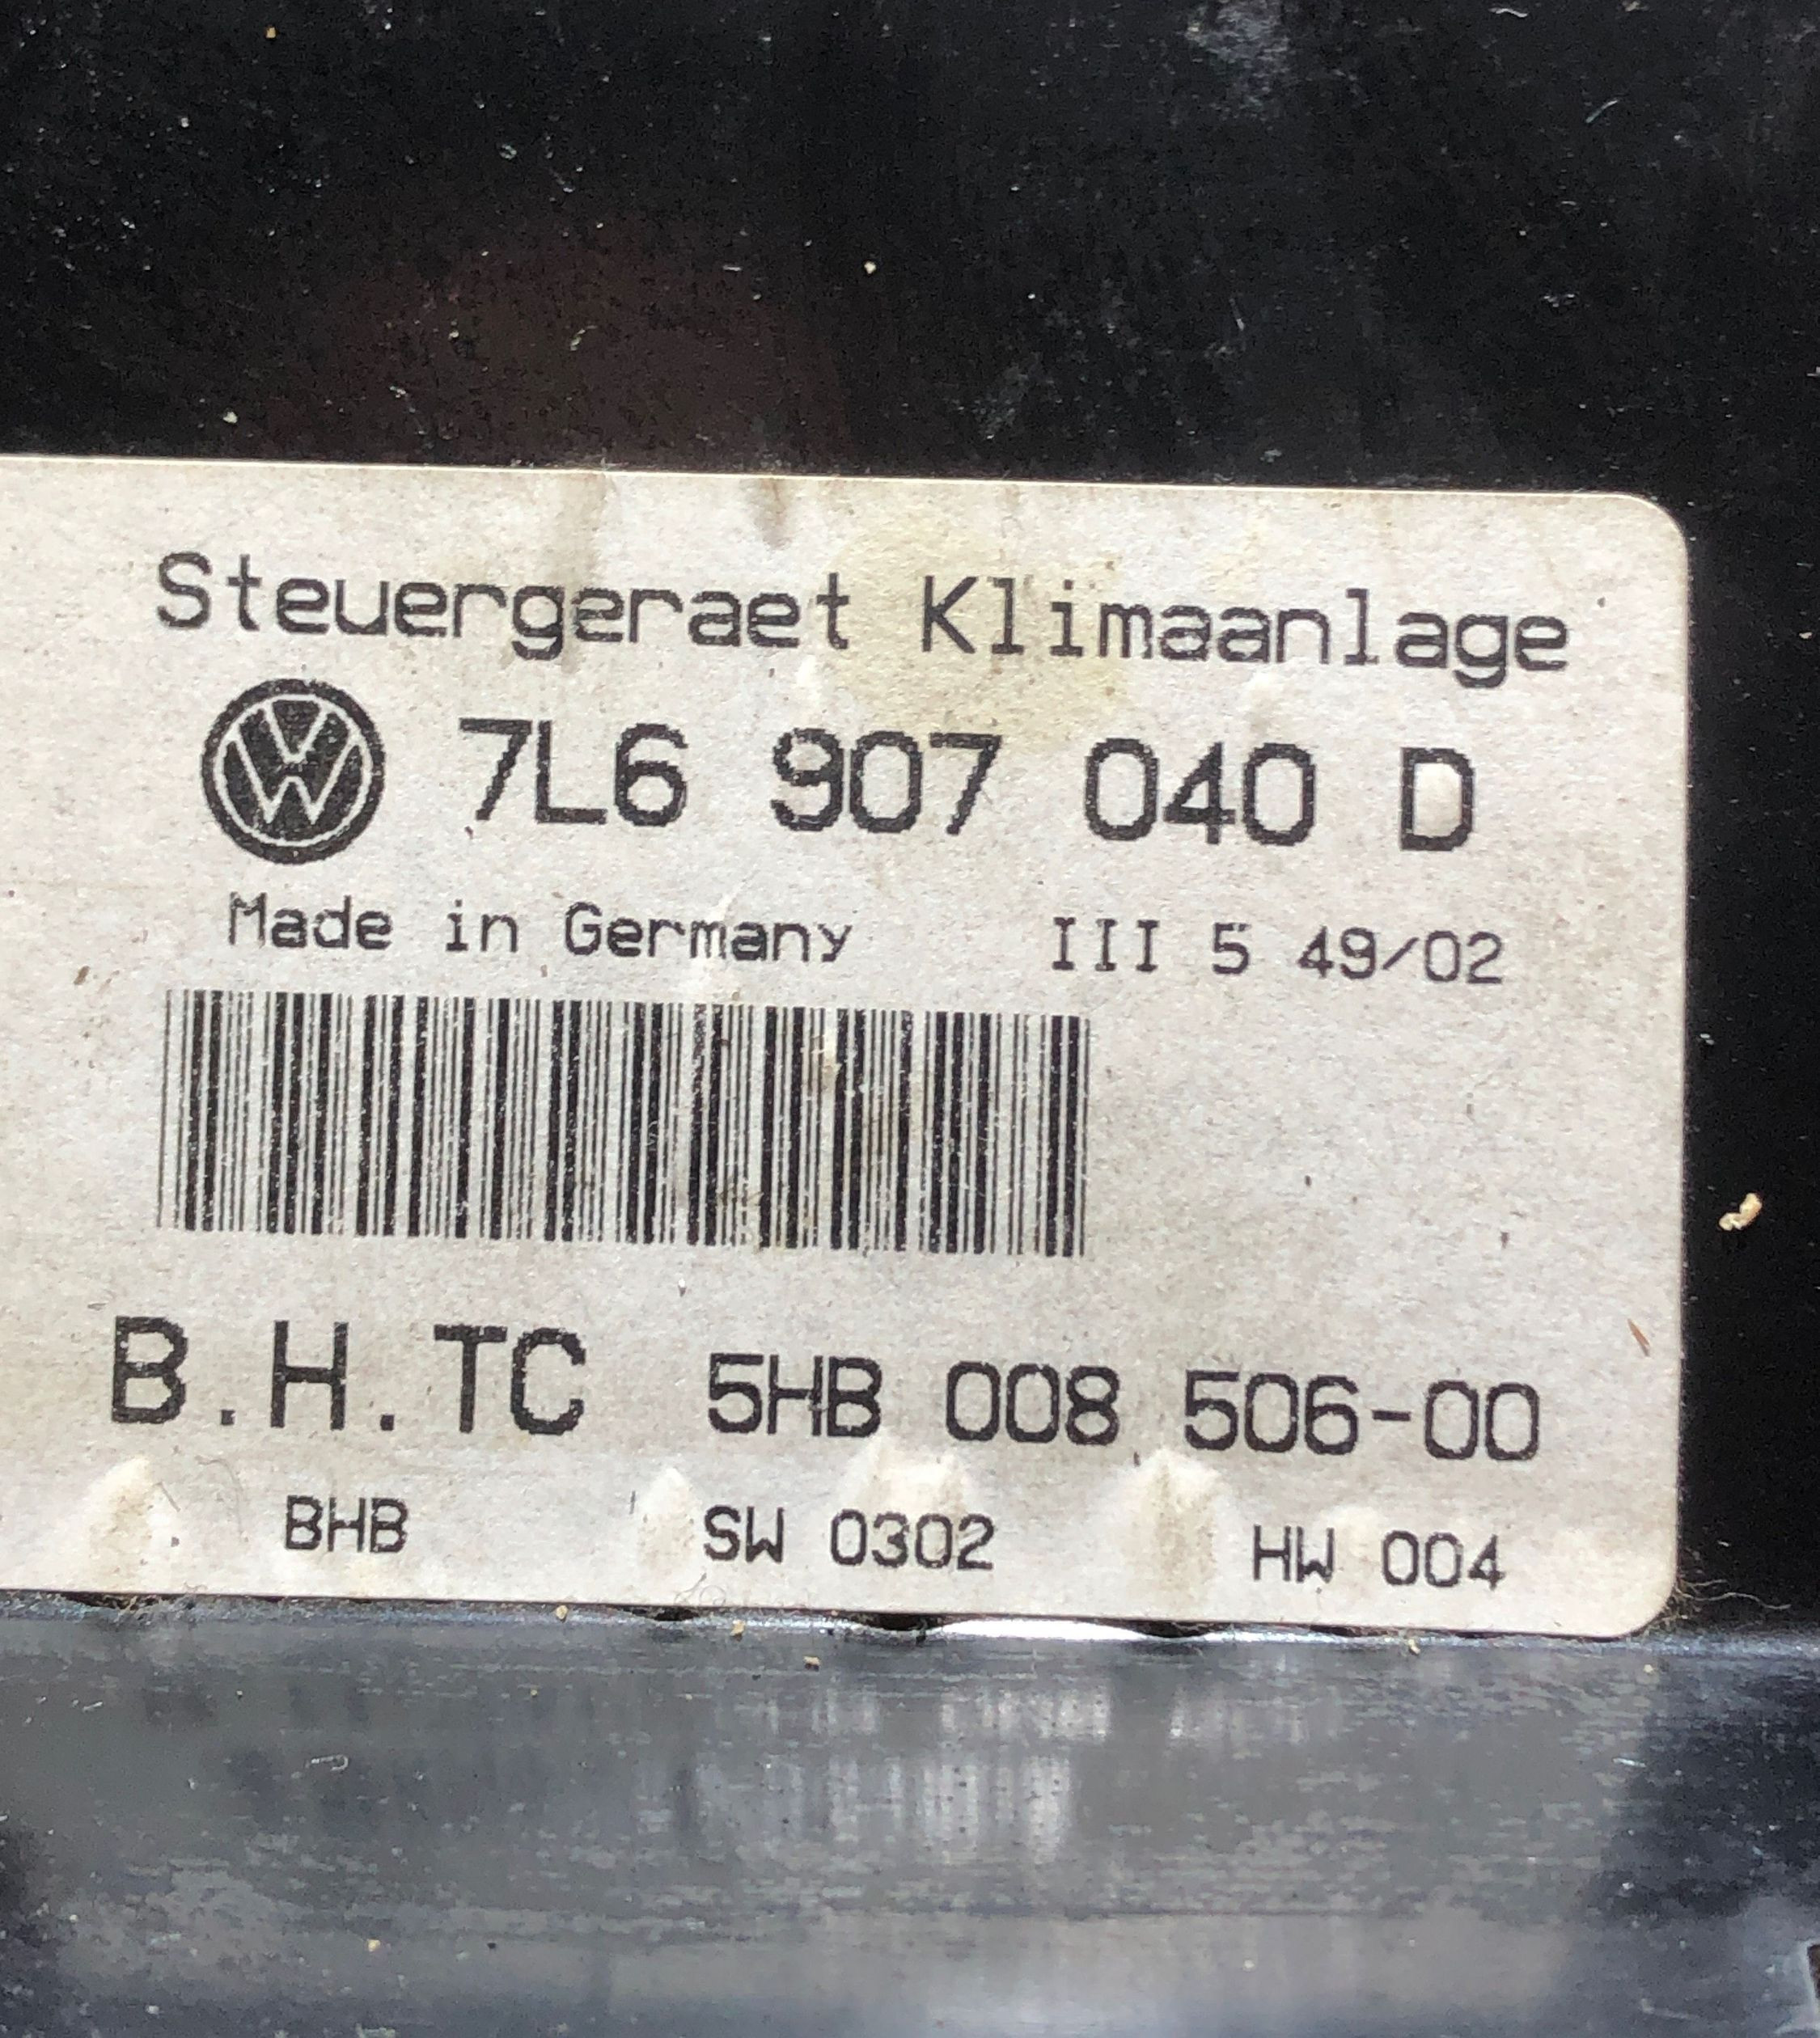 Steuergeraet Klimaanlage
7L6 907 040 D
Made in Germany III 5 49/02
B.H.TC 5HB 008 506-00
BHB SW 0302 HW 004